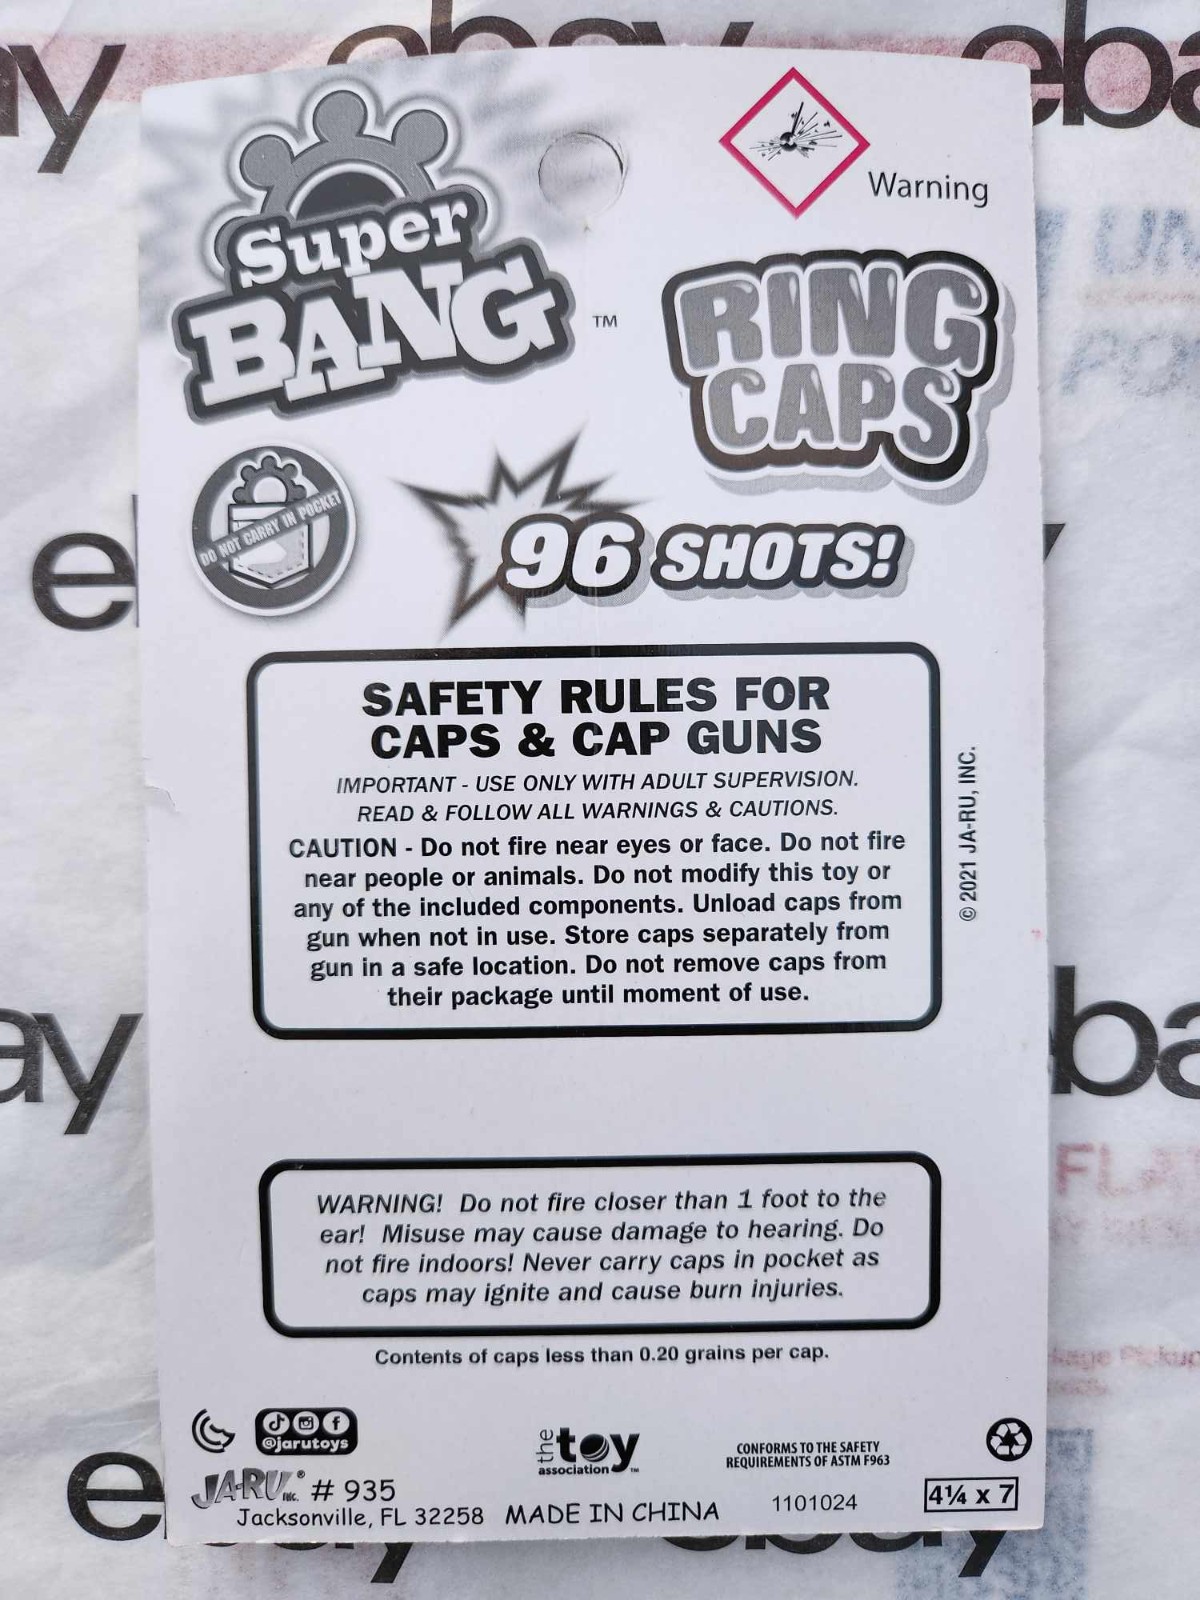 Super
BANG
TM
Warning
RING
CAPS
DO NOT CARRY IN POCKET
96 SHOTS!
SAFETY RULES FOR
CAPS & CAP GUNS
IMPORTANT - USE ONLY WITH ADULT SUPERVISION.
READ & FOLLOW ALL WARNINGS & CAUTIONS.
CAUTION - Do not fire near eyes or face. Do not fire
near people or animals. Do not modify this toy or
any of the included components. Unload caps from
gun when not in use. Store caps separately from
gun in a safe location. Do not remove caps from
their package until moment of use.
© 2021 JA-RU, INC.
WARNING! Do not fire closer than 1 foot to the
ear! Misuse may cause damage to hearing. Do
not fire indoors! Never carry caps in pocket as
caps may ignite and cause burn injuries.
Contents of caps less than 0.20 grains per cap.
@jarutoys
the toy
association™
CONFORMS TO THE SAFETY
REQUIREMENTS OF ASTM F963
JA-RU® INC. # 935
Jacksonville, FL 32258 MADE IN CHINA
1101024
4¼ x 7
ebay